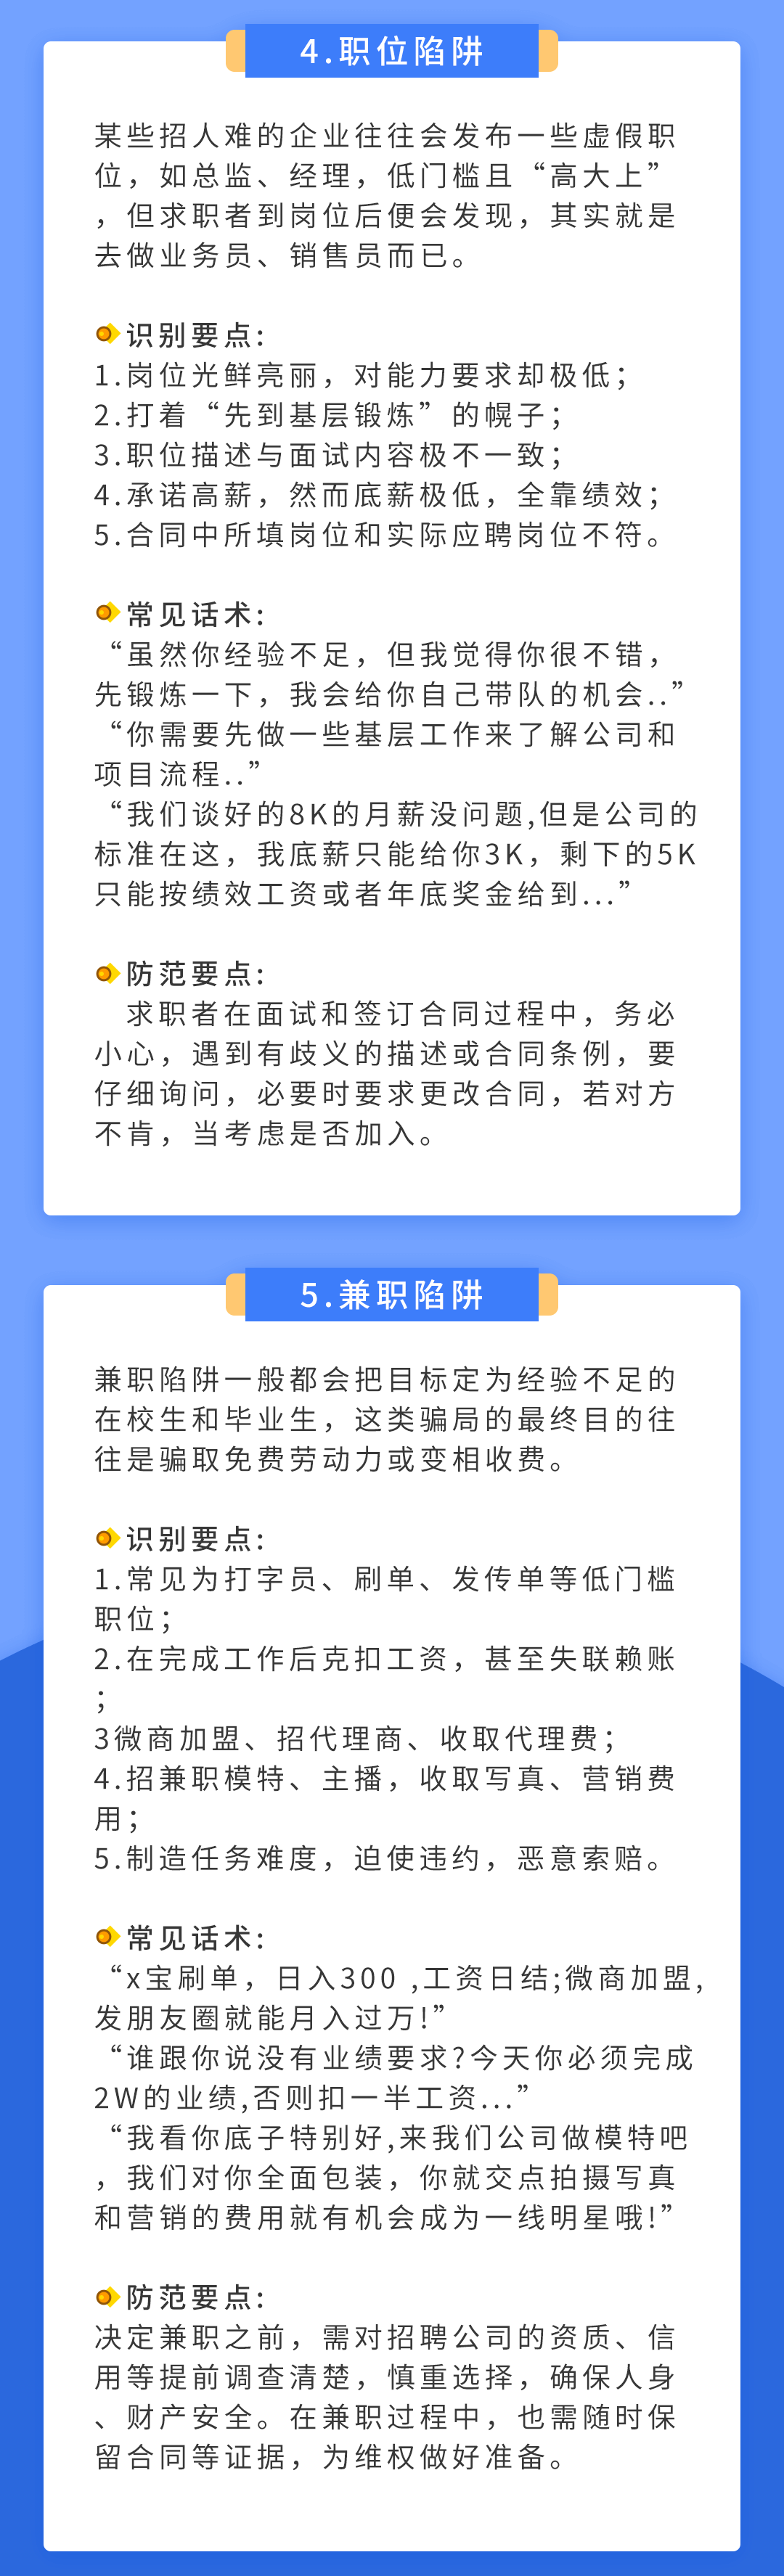 4.职位陷阱
某些招人难的企业往往会发布一些虚假职
位，如总监、经理，低门槛且“高大上”
，但求职者到岗位后便会发现，其实就是
去做业务员、销售员而已。
识别要点:
1.岗位光鲜亮丽，对能力要求却极低；
2.打着“先到基层锻炼”的幌子；
3.职位描述与面试内容极不一致；
4.承诺高薪，然而底薪极低，全靠绩效；
5.合同中所填岗位和实际应聘岗位不符。
常见话术:
“虽然你经验不足，但我觉得你很不错，
先锻炼一下，我会给你自己带队的机会..”
“你需要先做一些基层工作来了解公司和
项目流程..”
“我们谈好的8K的月薪没问题,但是公司的
标准在这，我底薪只能给你3K，剩下的5K
只能按绩效工资或者年底奖金给到...”
防范要点:
求职者在面试和签订合同过程中，务必
小心，遇到有歧义的描述或合同条例，要
仔细询问，必要时要求更改合同，若对方
不肯，当考虑是否加入。
5.兼职陷阱
兼职陷阱一般都会把目标定为经验不足的
在校生和毕业生，这类骗局的最终目的往
往是骗取免费劳动力或变相收费。
识别要点:
1.常见为打字员、刷单、发传单等低门槛
职位；
2.在完成工作后克扣工资，甚至失联赖账
；
3微商加盟、招代理商、收取代理费；
4.招兼职模特、主播，收取写真、营销费
用；
5.制造任务难度，迫使违约，恶意索赔。
常见话术:
“x宝刷单，日入300 ,工资日结;微商加盟,
发朋友圈就能月入过万!”
“谁跟你说没有业绩要求?今天你必须完成
2W的业绩,否则扣一半工资...”
“我看你底子特别好,来我们公司做模特吧
，我们对你全面包装，你就交点拍摄写真
和营销的费用就有机会成为一线明星哦!”
防范要点:
决定兼职之前，需对招聘公司的资质、信
用等提前调查清楚，慎重选择，确保人身
、财产安全。在兼职过程中，也需随时保
留合同等证据，为维权做好准备。